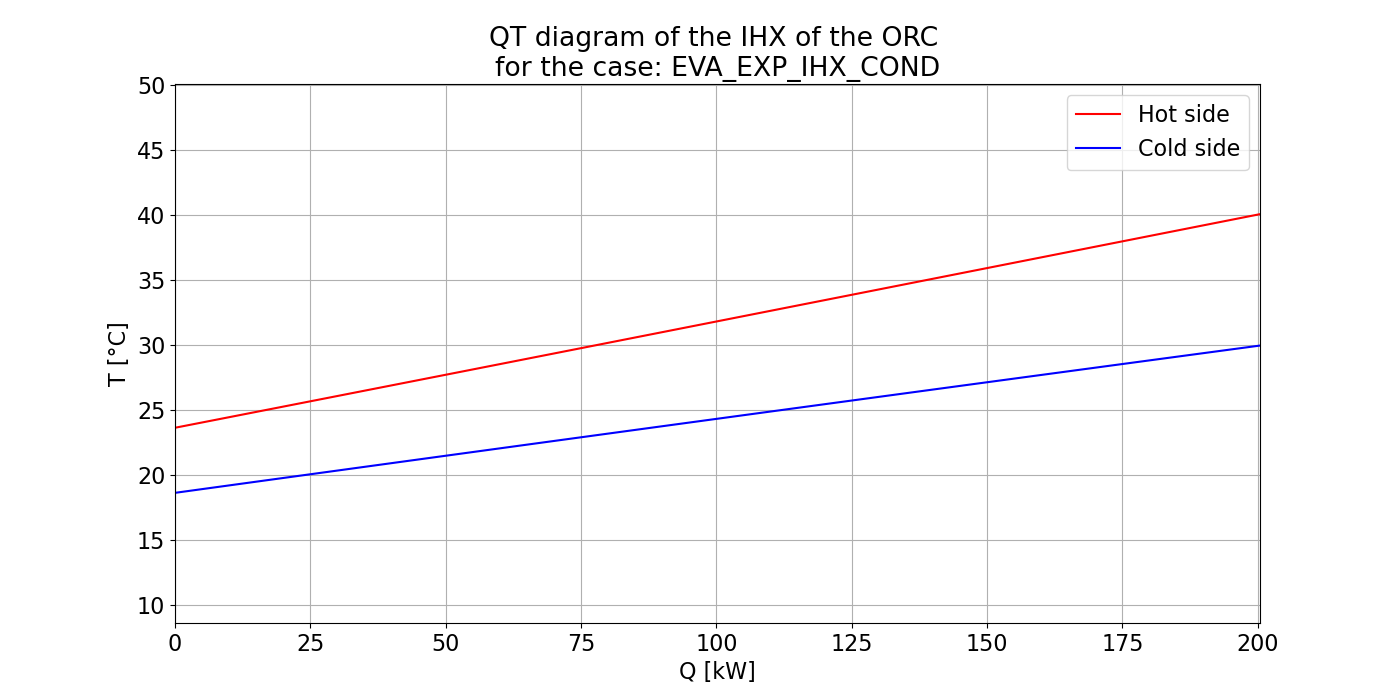 QT diagram of the IHX of the ORC
for the case: EVA_EXP_IHX_COND
Hot side
Cold side
T [°C]
50
45
40
35
30
25
20
15
10
0 25 50 75 100 125 150 175 200
Q [kW]